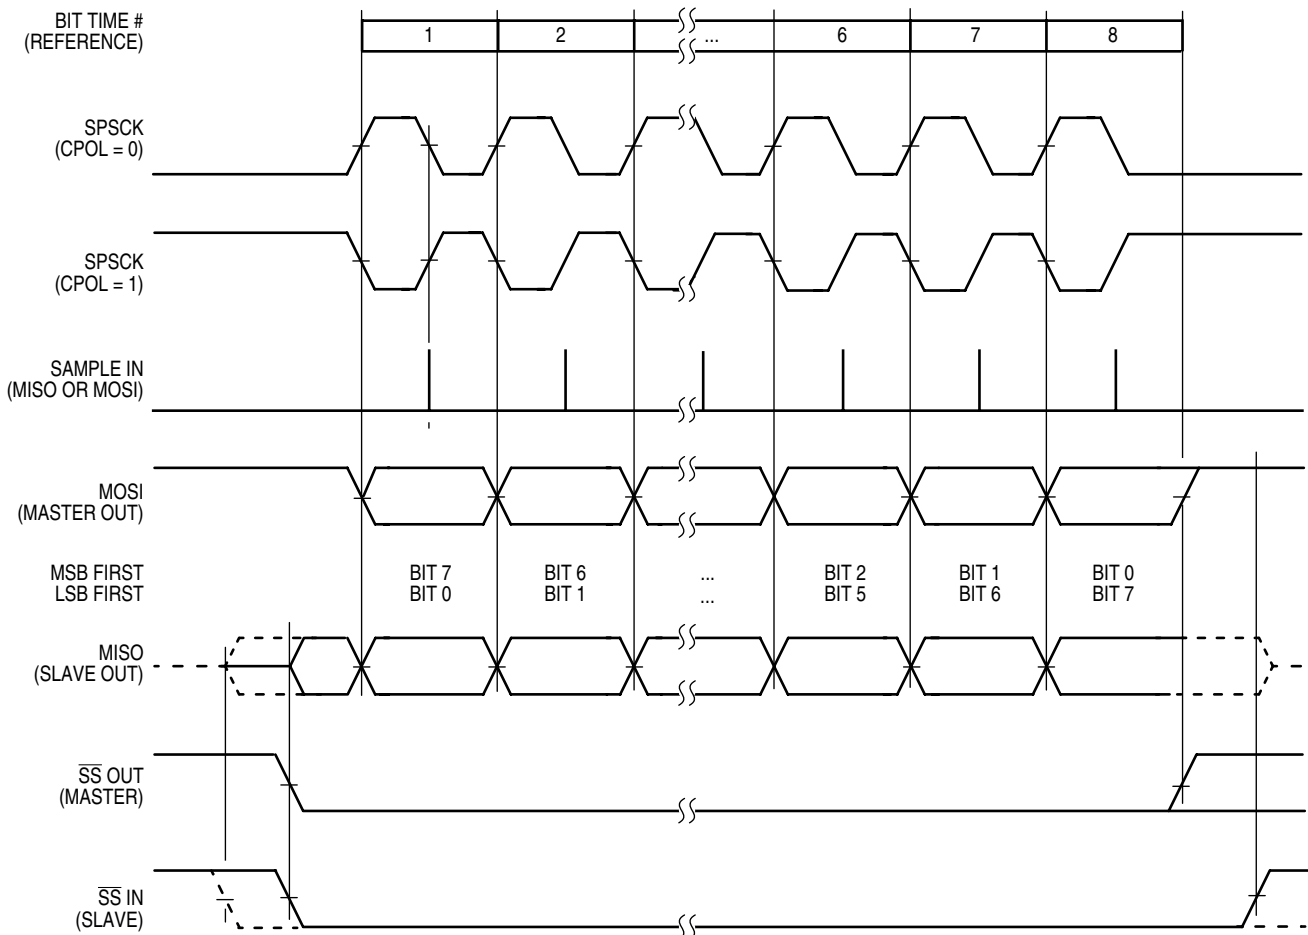 BIT TIME #
(REFERENCE)
1 2 ... 6 7 8
SPSCK
(CPOL = 0)
SPSCK
(CPOL = 1)
SAMPLE IN
(MISO OR MOSI)
MOSI
(MASTER OUT)
MSB FIRST BIT 7 BIT 6 ... BIT 2 BIT 1 BIT 0
LSB FIRST BIT 0 BIT 1 ... BIT 5 BIT 6 BIT 7
MISO
(SLAVE OUT)
S̅S̅ OUT
(MASTER)
S̅S̅ IN
(SLAVE)